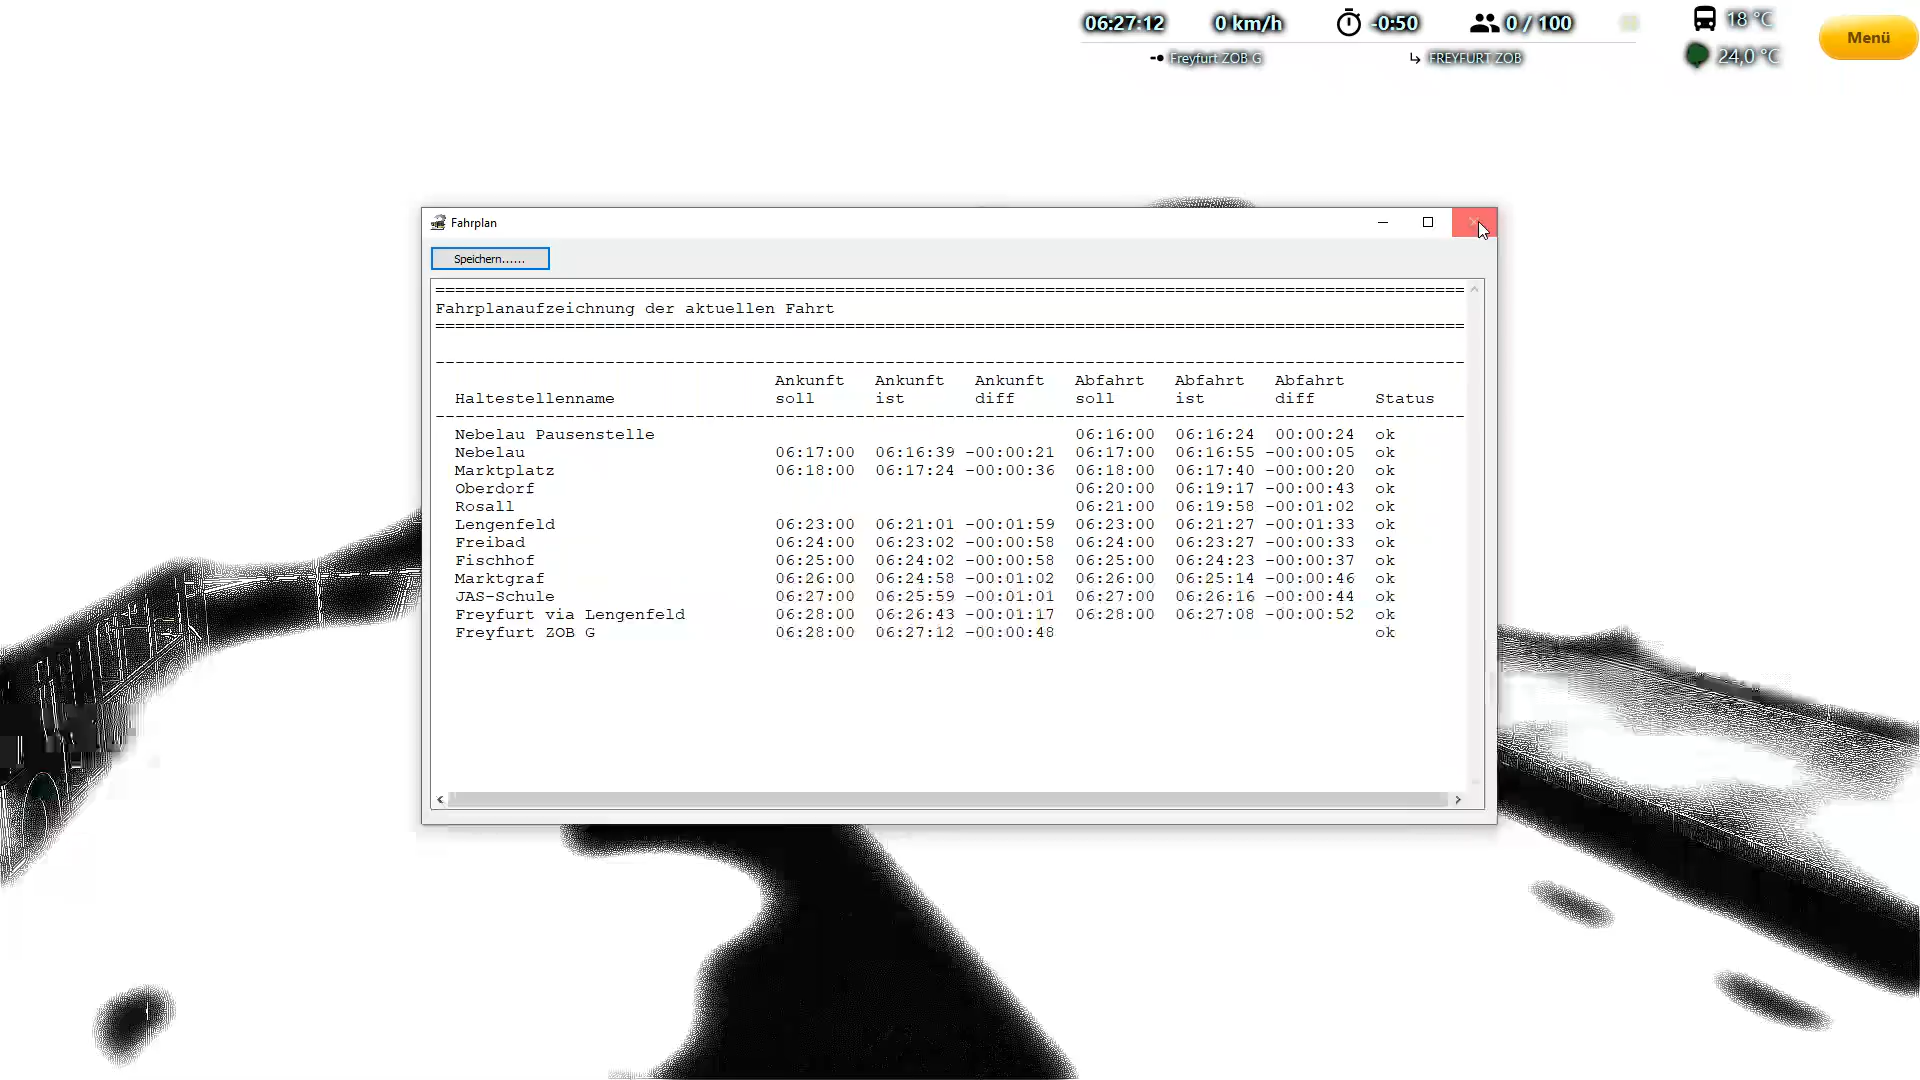 06:27:12 0 km/h -0:50 0 / 100 18 °C
Menü
Freyfurt ZOB G FREYFURT ZOB 24,0 °C
Fahrplan
Speichern......
=======================================================================================================
Fahrplanaufzeichnung der aktuellen Fahrt
=======================================================================================================
-------------------------------------------------------------------------------------------------------
Ankunft Ankunft Ankunft Abfahrt Abfahrt Abfahrt
Haltestellenname soll ist diff soll ist diff Status
-------------------------------------------------------------------------------------------------------
Nebelau Pausenstelle 06:16:00 06:16:24 00:00:24 ok
Nebelau 06:17:00 06:16:39 -00:00:21 06:17:00 06:16:55 -00:00:05 ok
Marktplatz 06:18:00 06:17:24 -00:00:36 06:18:00 06:17:40 -00:00:20 ok
Oberdorf 06:20:00 06:19:17 -00:00:43 ok
Rosall 06:21:00 06:19:58 -00:01:02 ok
Lengenfeld 06:23:00 06:21:01 -00:01:59 06:23:00 06:21:27 -00:01:33 ok
Freibad 06:24:00 06:23:02 -00:00:58 06:24:00 06:23:27 -00:00:33 ok
Fischhof 06:25:00 06:24:02 -00:00:58 06:25:00 06:24:23 -00:00:37 ok
Marktgraf 06:26:00 06:24:58 -00:01:02 06:26:00 06:25:14 -00:00:46 ok
JAS-Schule 06:27:00 06:25:59 -00:01:01 06:27:00 06:26:16 -00:00:44 ok
Freyfurt via Lengenfeld 06:28:00 06:26:43 -00:01:17 06:28:00 06:27:08 -00:00:52 ok
Freyfurt ZOB G 06:28:00 06:27:12 -00:00:48 ok